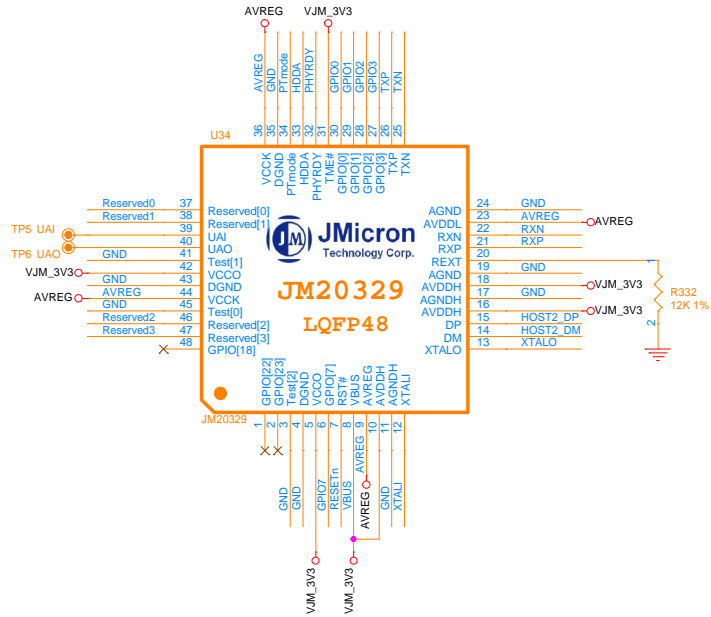 AVREG
VJM_3V3
AVREG
GND
PTmode
HDDA
PHYRDY
GPIO0
GPIO1
GPIO2
GPIO3
TXP
TXN
36
35
34
33
32
31
30
29
28
27
26
25
U34
VCCK
DGND
PTmode
HDDA
PHYRDY
TME#
GPIO[0]
GPIO[1]
GPIO[2]
GPIO[3]
TXP
TXN
Reserved0 37 Reserved[0]
Reserved1 38 Reserved[1]
TP5 UAI 39 UAI
TP6 UAO 40 UAO
GND 41 Test[1]
VJM_3V3 42 VCCO
GND 43 DGND
AVREG AVREG 44 VCCK
GND 45 Test[0]
Reserved2 46 Reserved[2]
Reserved3 47 Reserved[3]
48 GPIO[18]
JM JMicron
Technology Corp.
JM20329
LQFP48
AGND 24 GND
AVDDL 23 AVREG AVREG
RXN 22 RXN
RXP 21 RXP
REXT 20
AGND 19 GND
AVDDH 18 VJM_3V3
AGNDH 17 GND
AVDDH 16 VJM_3V3
DP 15 HOST2_DP
DM 14 HOST2_DM
XTALO 13 XTALO
1
R332
12K 1%
2
GPIO[22]
GPIO[23]
Test[2]
DGND
VCCO
GPIO[7]
RST#
VBUS
AVREG
AVDDH
AGNDH
XTALI
JM20329
1
2
3
4
5
6
7
8
9
10
11
12
GND
GND
GPIO7
RESETn
VBUS
AVREG
GND
XTALI
AVREG
VJM_3V3
VJM_3V3